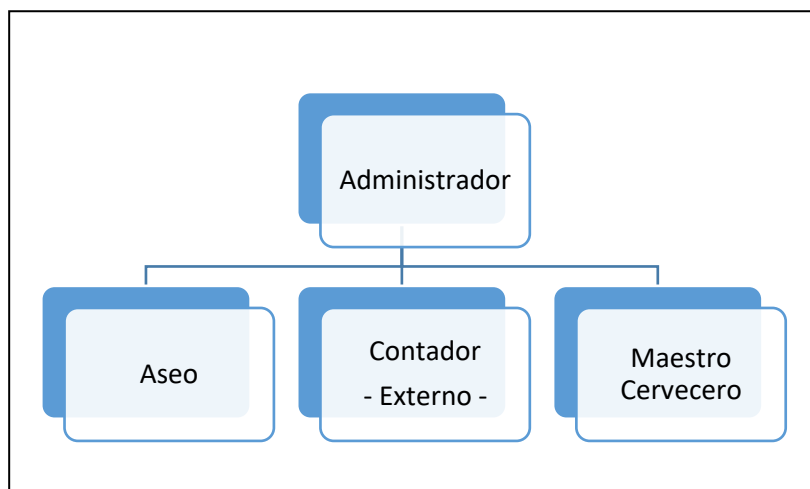 Administrador
Aseo
Contador
- Externo -
Maestro
Cervecero